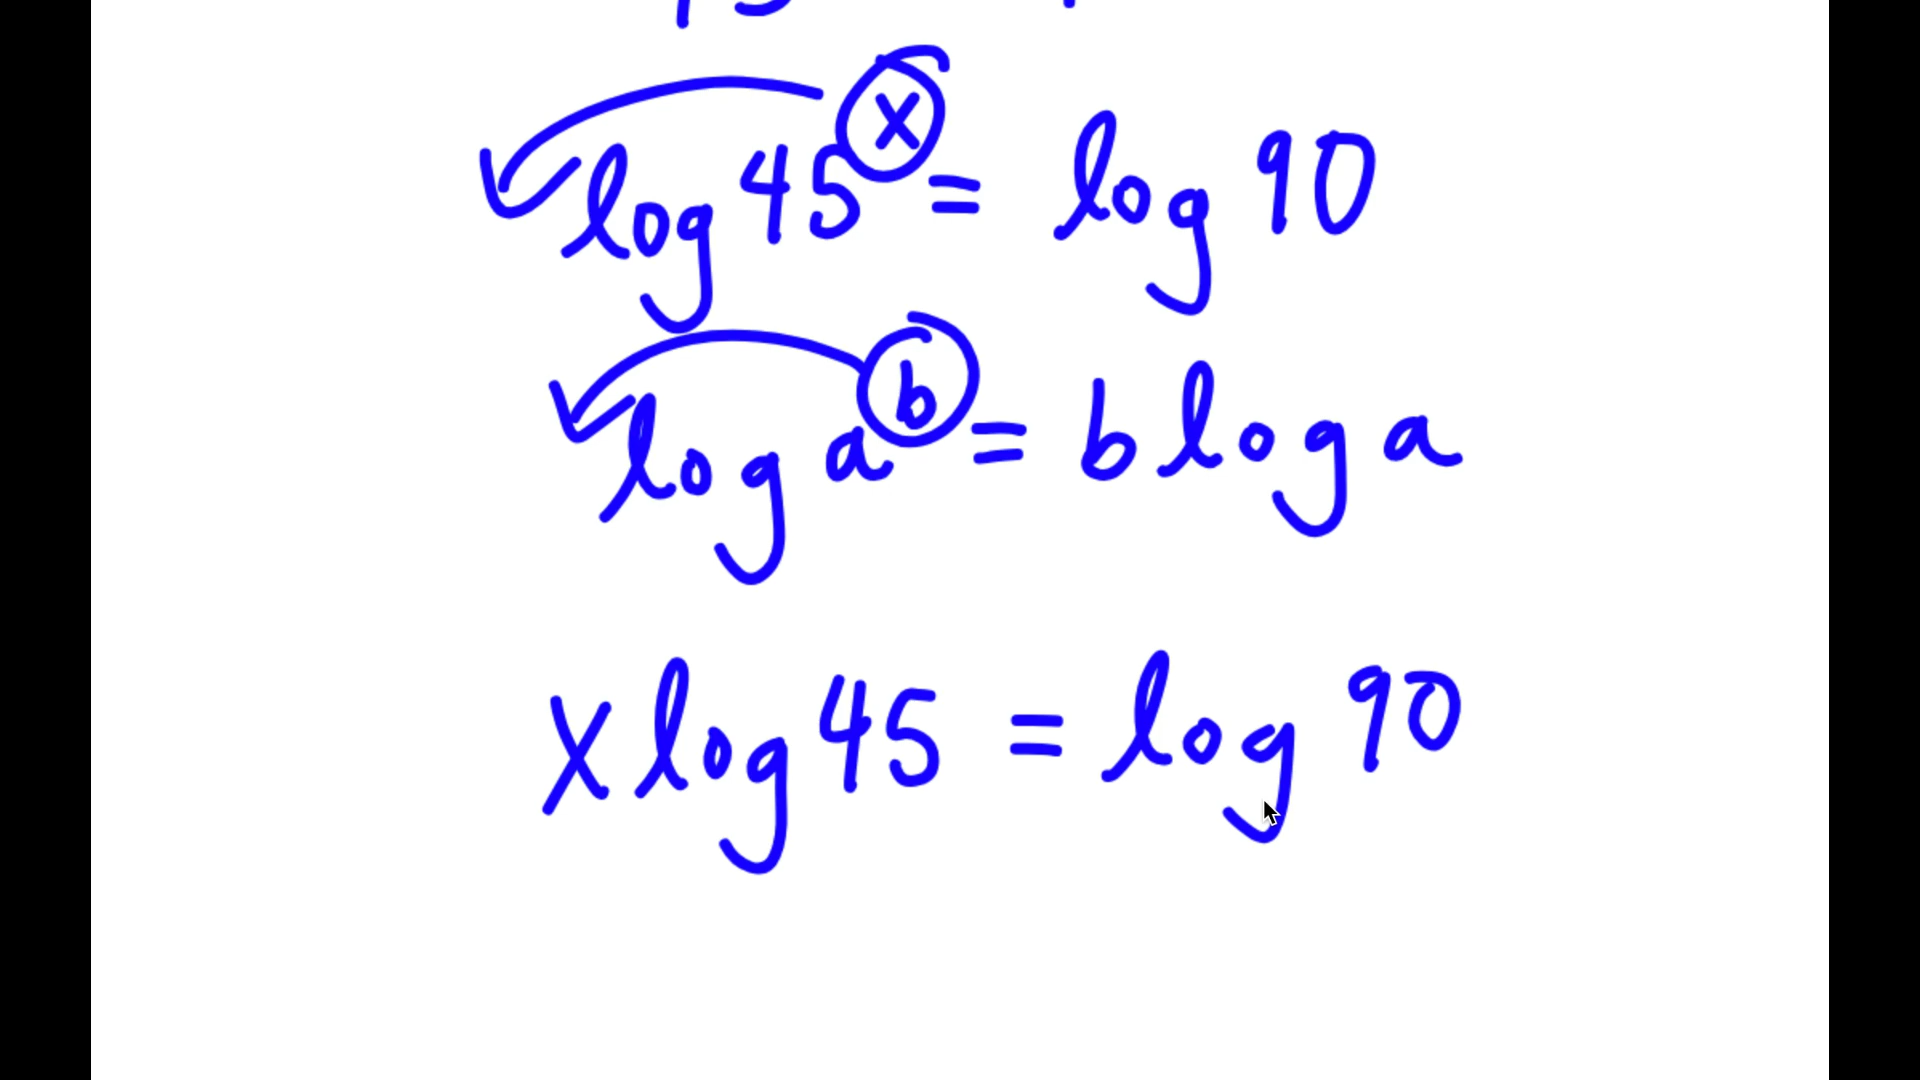 log 45^x = log 90
log a^b = b log a
x log 45 = log 90